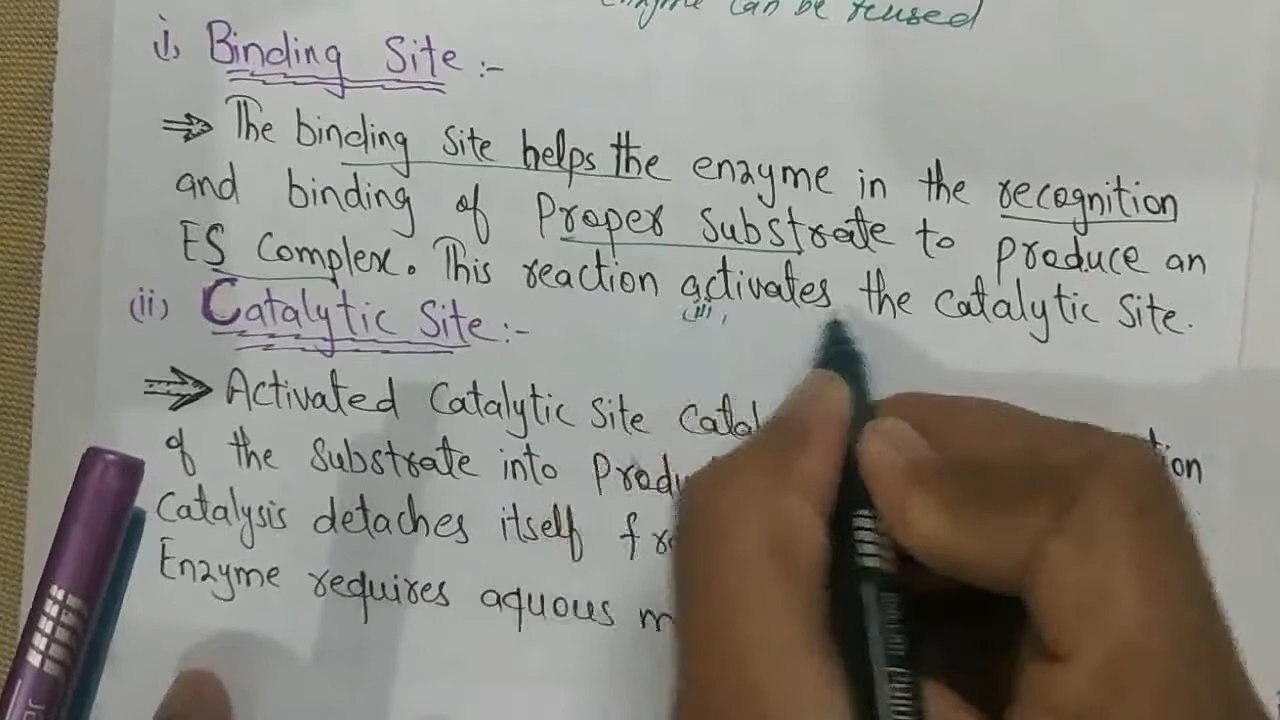 Enzyme can be reused
i, Binding Site :-
⇒ The binding site helps the enzyme in the recognition
and binding of Proper Substrate to produce an
ES Complex. This reaction activates the catalytic site.
(ii) Catalytic Site :-
⇒ Activated Catalytic Site
of the Substrate into
Catalysis detaches itself
Enzyme requires aquous